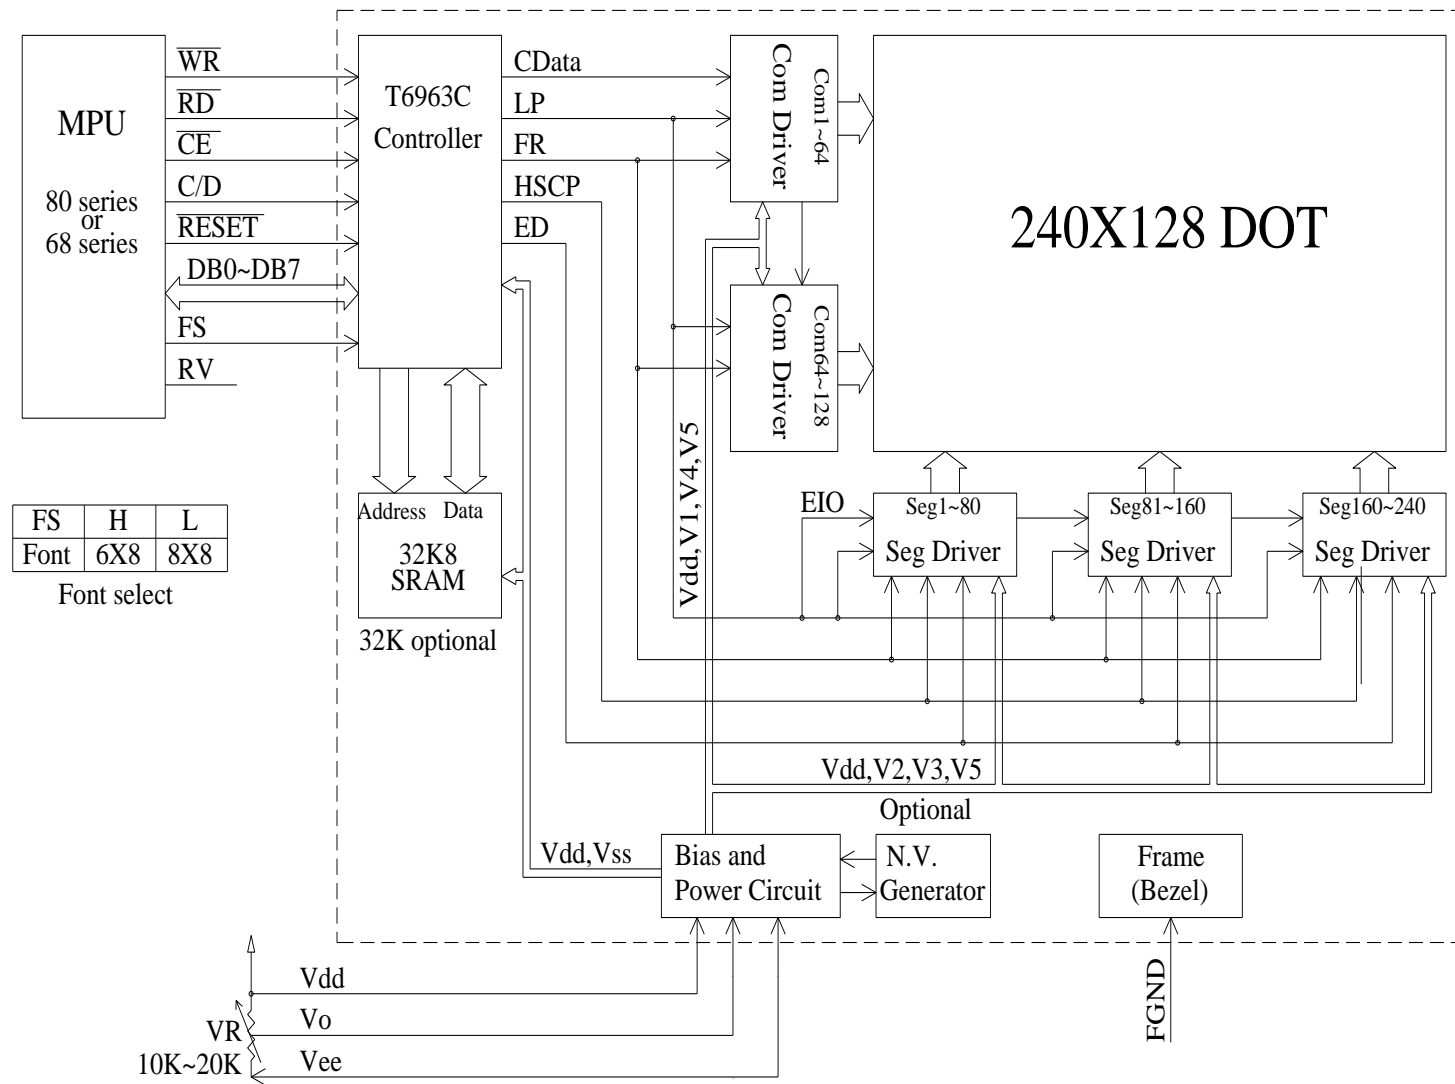 MPU
80 series
or
68 series
WR
RD
CE
C/D
RESET
DB0~DB7
FS
RV
T6963C
Controller
CData
LP
FR
HSCP
ED
Com Driver
Com1~64
Com Driver
Com64~128
240X128 DOT
Vdd,V1,V4,V5
Address Data
32K8
SRAM
32K optional
FS H L
Font 6X8 8X8
Font select
EIO
Seg1~80
Seg Driver
Seg81~160
Seg Driver
Seg160~240
Seg Driver
Vdd,V2,V3,V5
Optional
Vdd,Vss
Bias and
Power Circuit
N.V.
Generator
Frame
(Bezel)
FGND
Vdd
Vo
Vee
VR
10K~20K